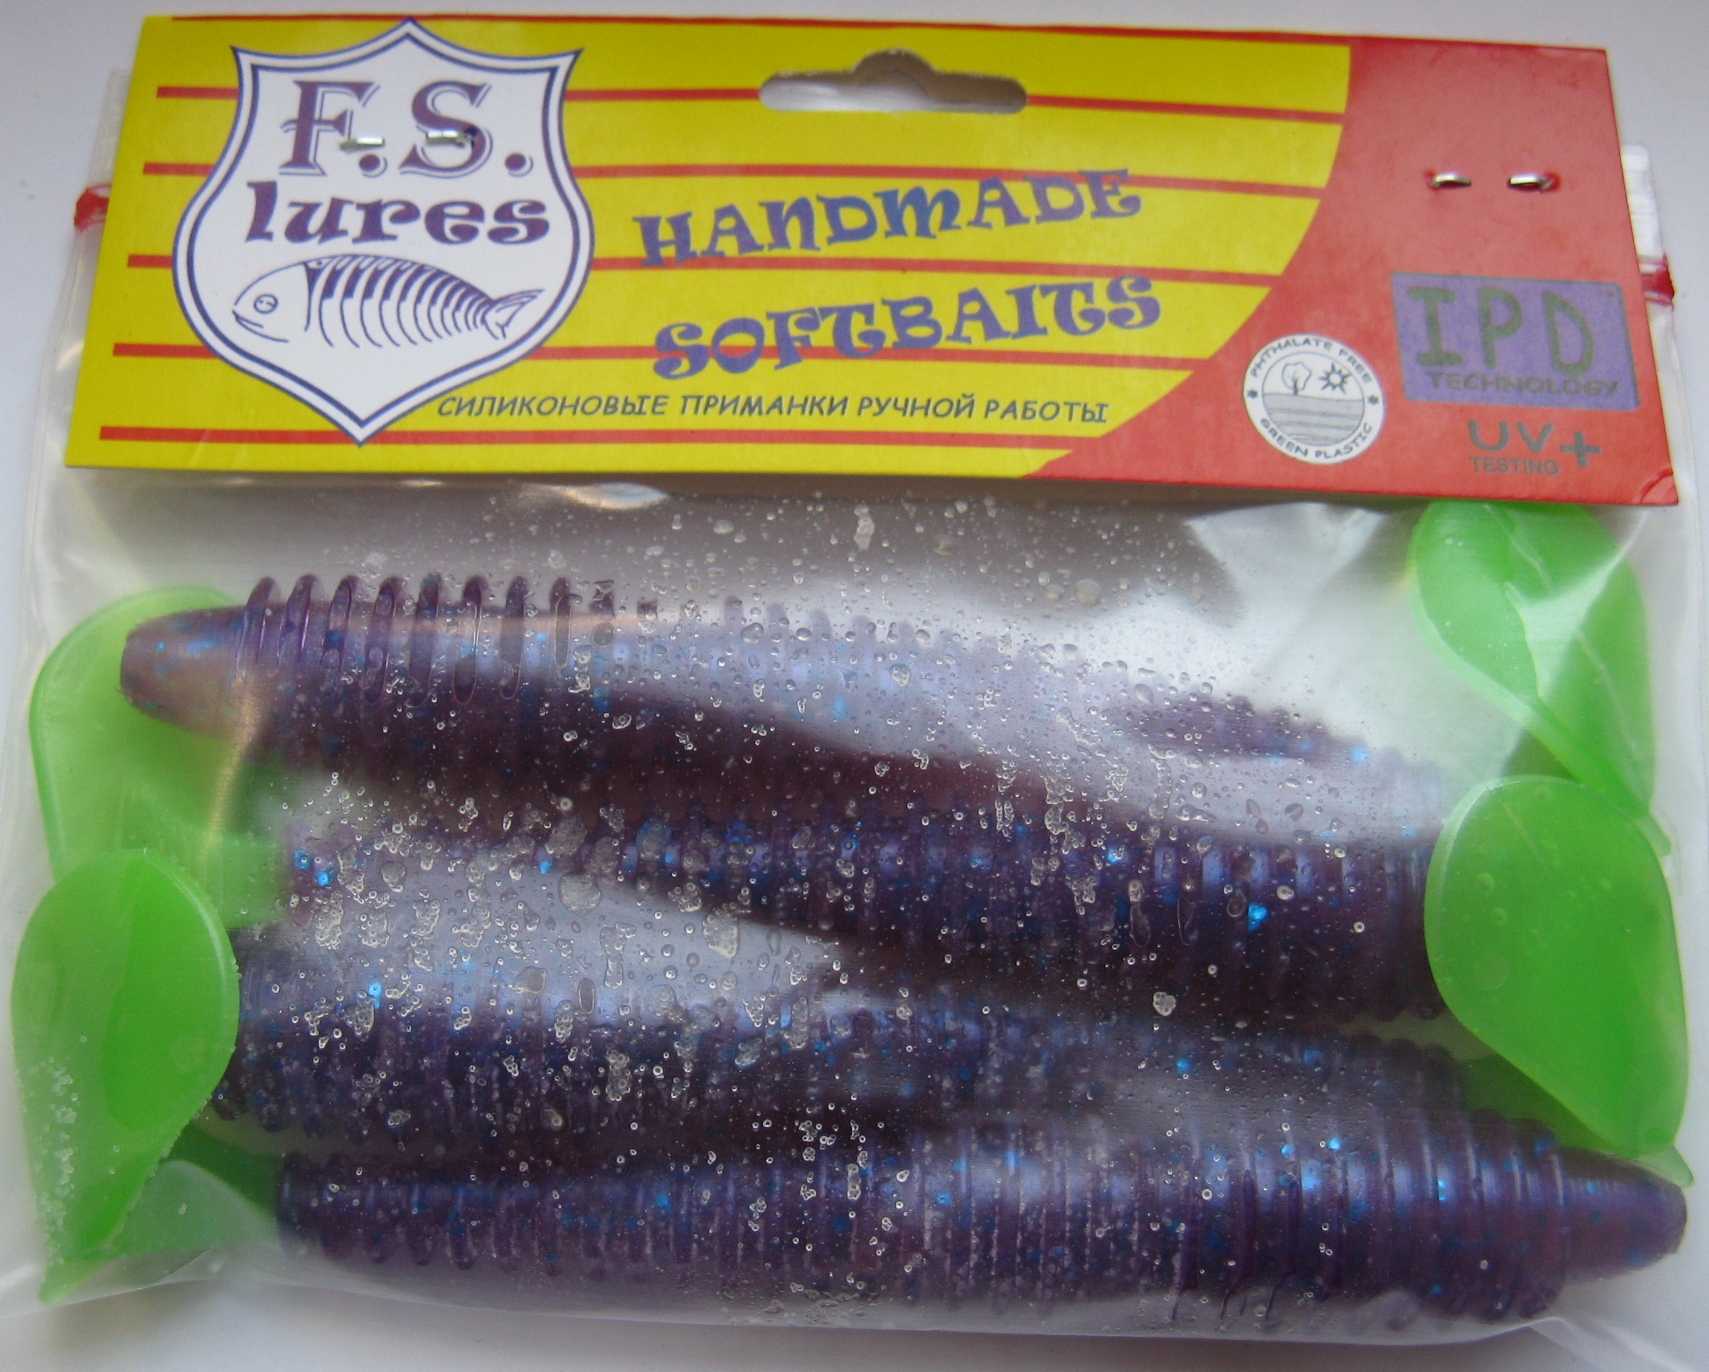 F.S.
lures
HANDMADE
SOFTBAITS
СИЛИКОНОВЫЕ ПРИМАНКИ РУЧНОЙ РАБОТЫ
PHTHALATE FREE
GREEN PLASTIC
IPD
TECHNOLOGY
UV+
TESTING